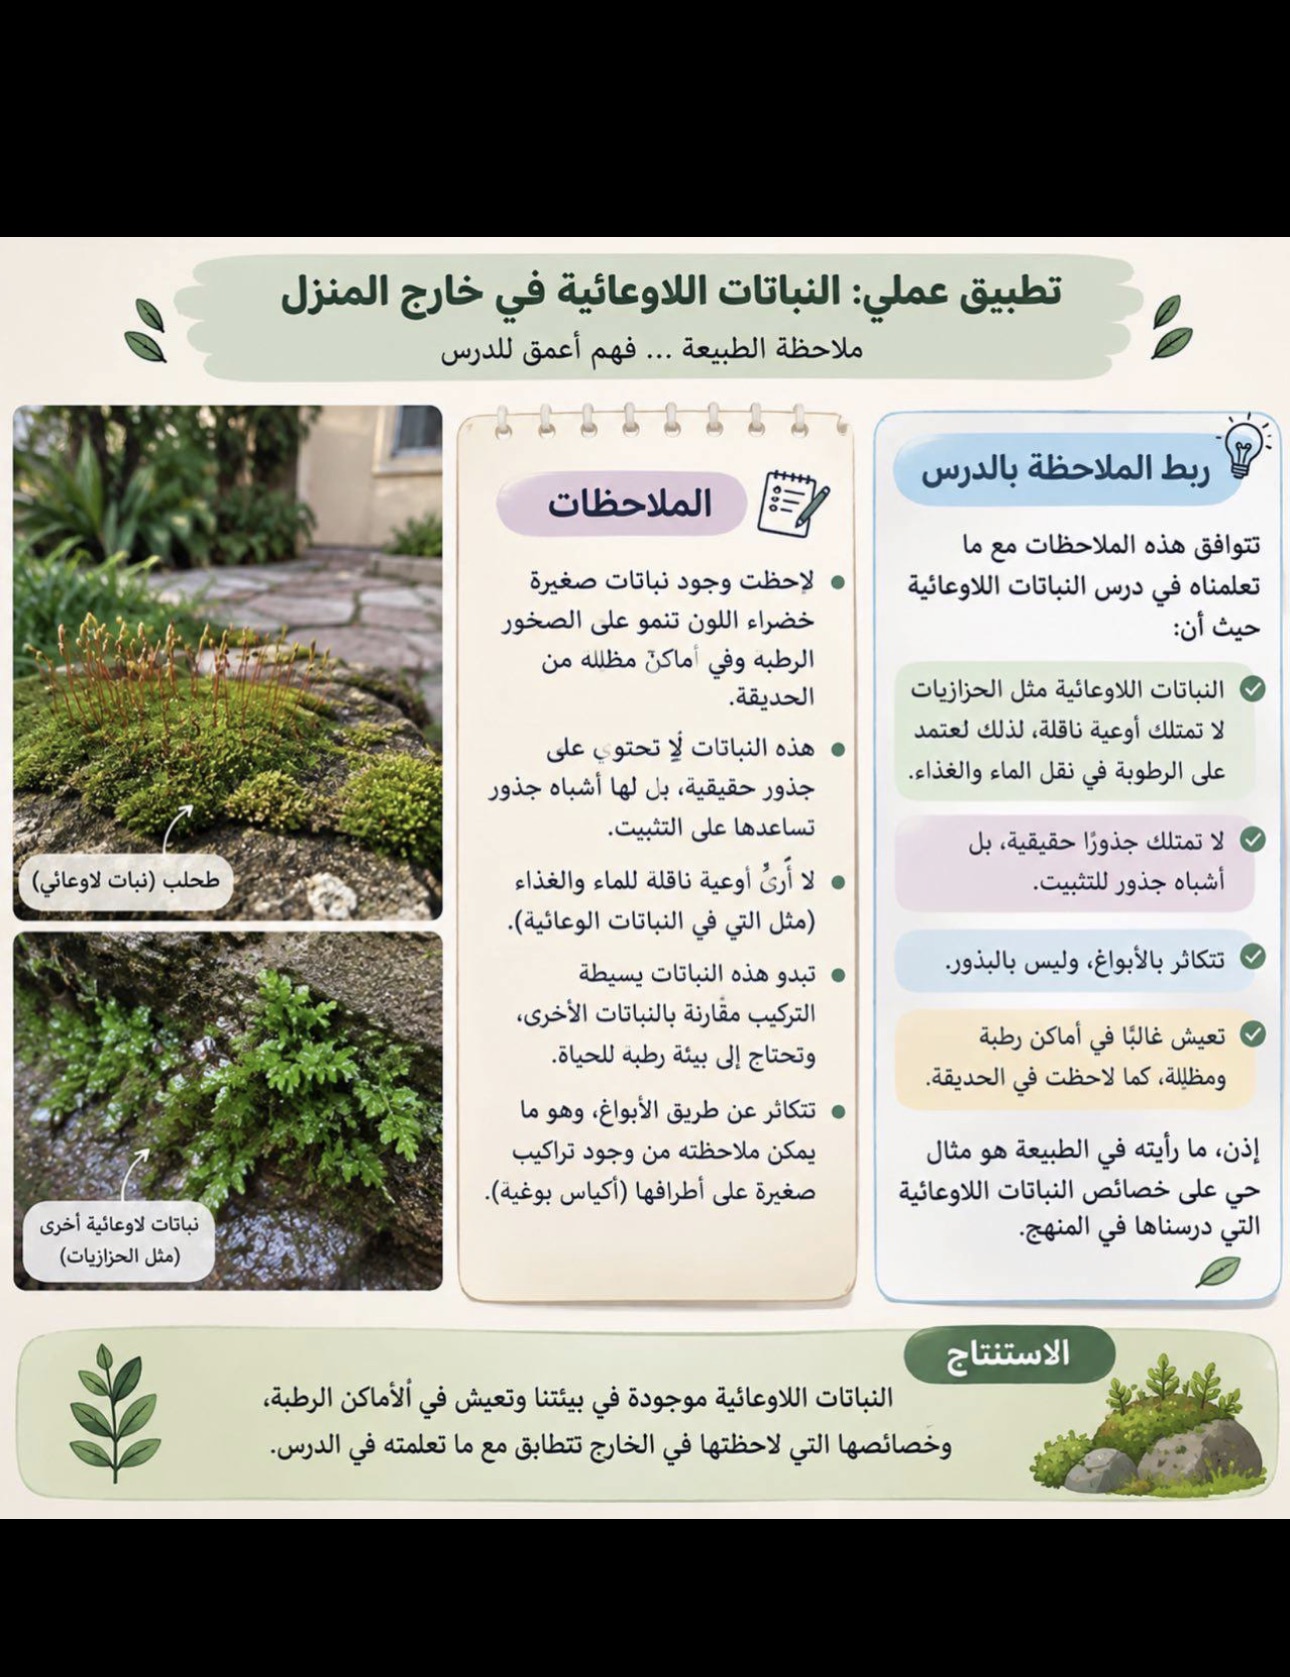 تطبيق عملي: النباتات اللاوعائية في خارج المنزل
ملاحظة الطبيعة ... فهم أعمق للدرس
ربط الملاحظة بالدرس
تتوافق هذه الملاحظات مع ما
تعلمناه في درس النباتات اللاوعائية
حيث أن:
النباتات اللاوعائية مثل الحزازيات
لا تمتلك أوعية ناقلة، لذلك لعتمد
على الرطوبة في نقل الماء والغذاء.
لا تمتلك جذورًا حقيقية، بل
أشباه جذور للتثبيت.
تتكاثر بالأبواغ، وليس بالبذور.
تعيش غالبًا في أماكن رطبة
ومظللة، كما لاحظت في الحديقة.
إذن، ما رأيته في الطبيعة هو مثال
حي على خصائص النباتات اللاوعائية
التي درسناها في المنهج.
الملاحظات
لاحظت وجود نباتات صغيرة
خضراء اللون تنمو على الصخور
الرطبة وفي أماكن مظللة من
الحديقة.
هذه النباتات لا تحتوي على
جذور حقيقية، بل لها أشباه جذور
تساعدها على التثبيت.
لا أرى أوعية ناقلة للماء والغذاء
(مثل التي في النباتات الوعائية).
تبدو هذه النباتات يسيطة
التركيب مقارنة بالنباتات الأخرى،
وتحتاج إلى بيئة رطبة للحياة.
تتكاثر عن طريق الأبواغ، وهو ما
يمكن ملاحظته من وجود تراكيب
صغيرة على أطرافها (أكياس بوغية).
طحلب (نبات لاوعائي)
نباتات لاوعائية أخرى
(مثل الحزازيات)
الاستنتاج
النباتات اللاوعائية موجودة في بيئتنا وتعيش في ألأماكن الرطبة،
وخصائصها التي لاحظتها في الخارج تتطابق مع ما تعلمته في الدرس.